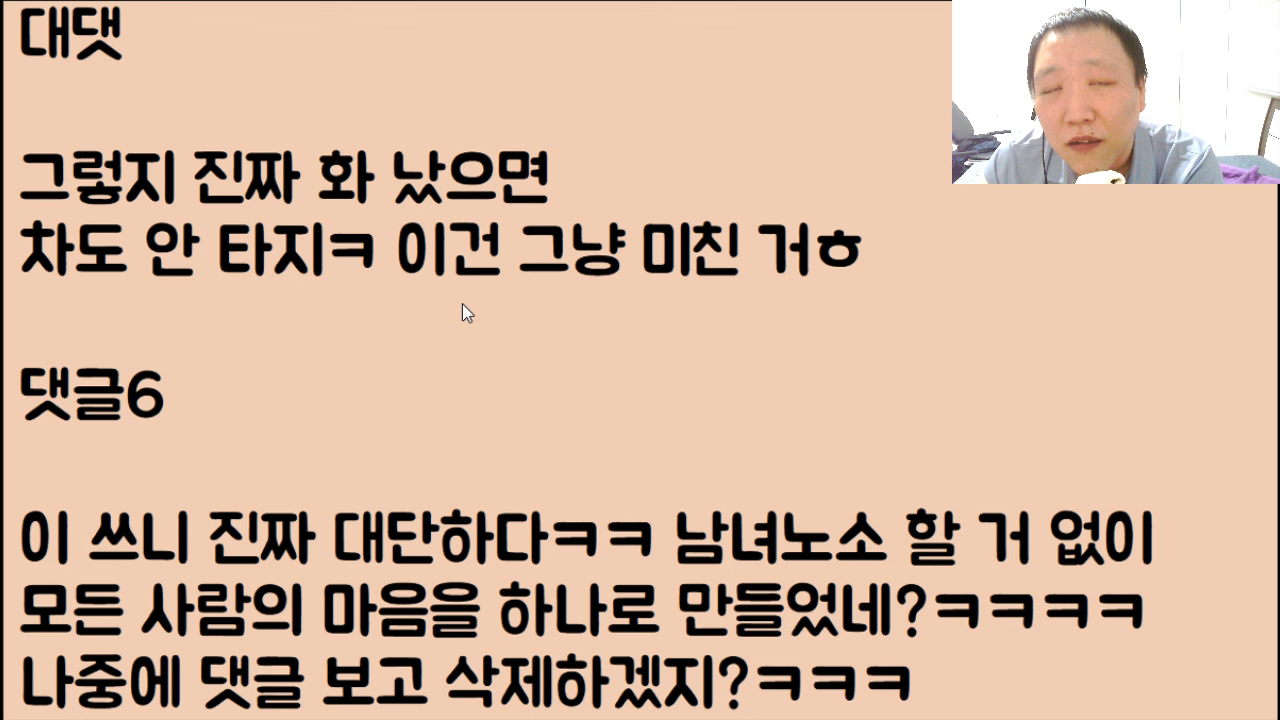 대댓
그렇지 진짜 화 났으면
차도 안 타지ㅋ 이건 그냥 미친 거ㅎ
댓글6
이 쓰니 진짜 대단하다ㅋㅋ 남녀노소 할 거 없이
모든 사람의 마음을 하나로 만들었네?ㅋㅋㅋㅋ
나중에 댓글 보고 삭제하겠지?ㅋㅋㅋ